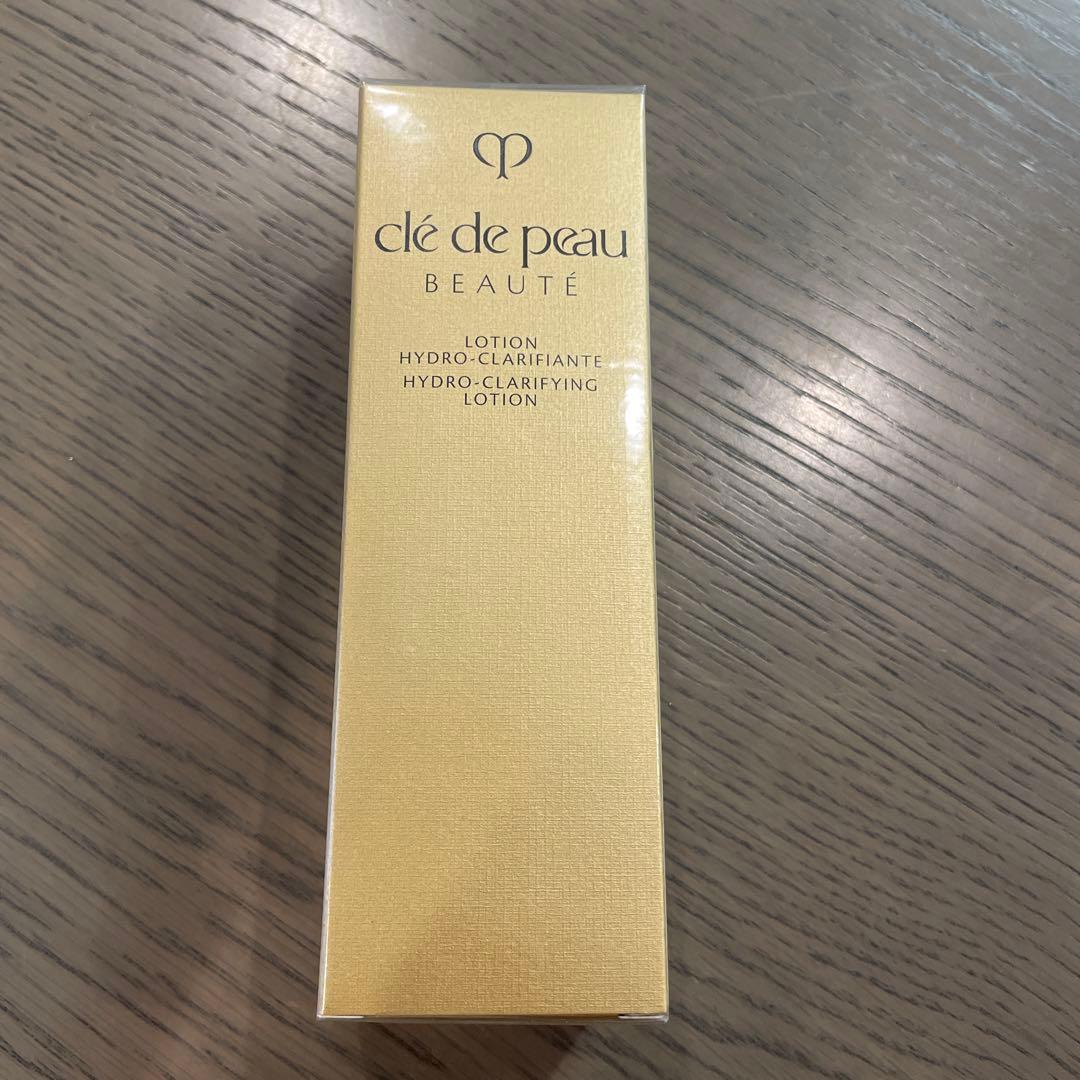 clé de peau
BEAUTÉ
LOTION
HYDRO-CLARIFIANTE
HYDRO-CLARIFYING
LOTION